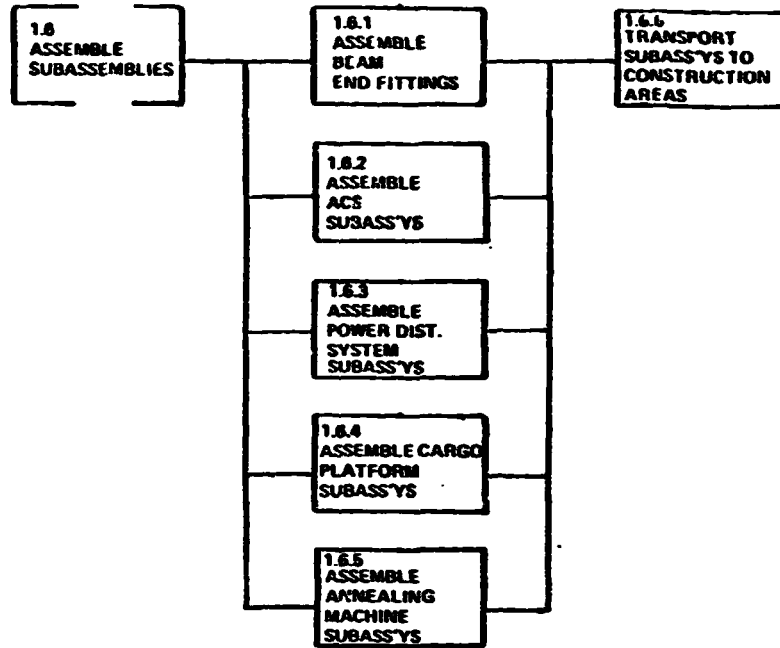 1.6
ASSEMBLE
SUBASSEMBLIES
1.6.1
ASSEMBLE
BEAM
END FITTINGS
1.6.6
TRANSPORT
SUBASS'YS TO
CONSTRUCTION
AREAS
1.6.2
ASSEMBLE
ACS
SUBASS'YS
1.6.3
ASSEMBLE
POWER DIST.
SYSTEM
SUBASS'YS
1.6.4
ASSEMBLE CARGO
PLATFORM
SUBASS'YS
1.6.5
ASSEMBLE
ANNEALING
MACHINE
SUBASS'YS